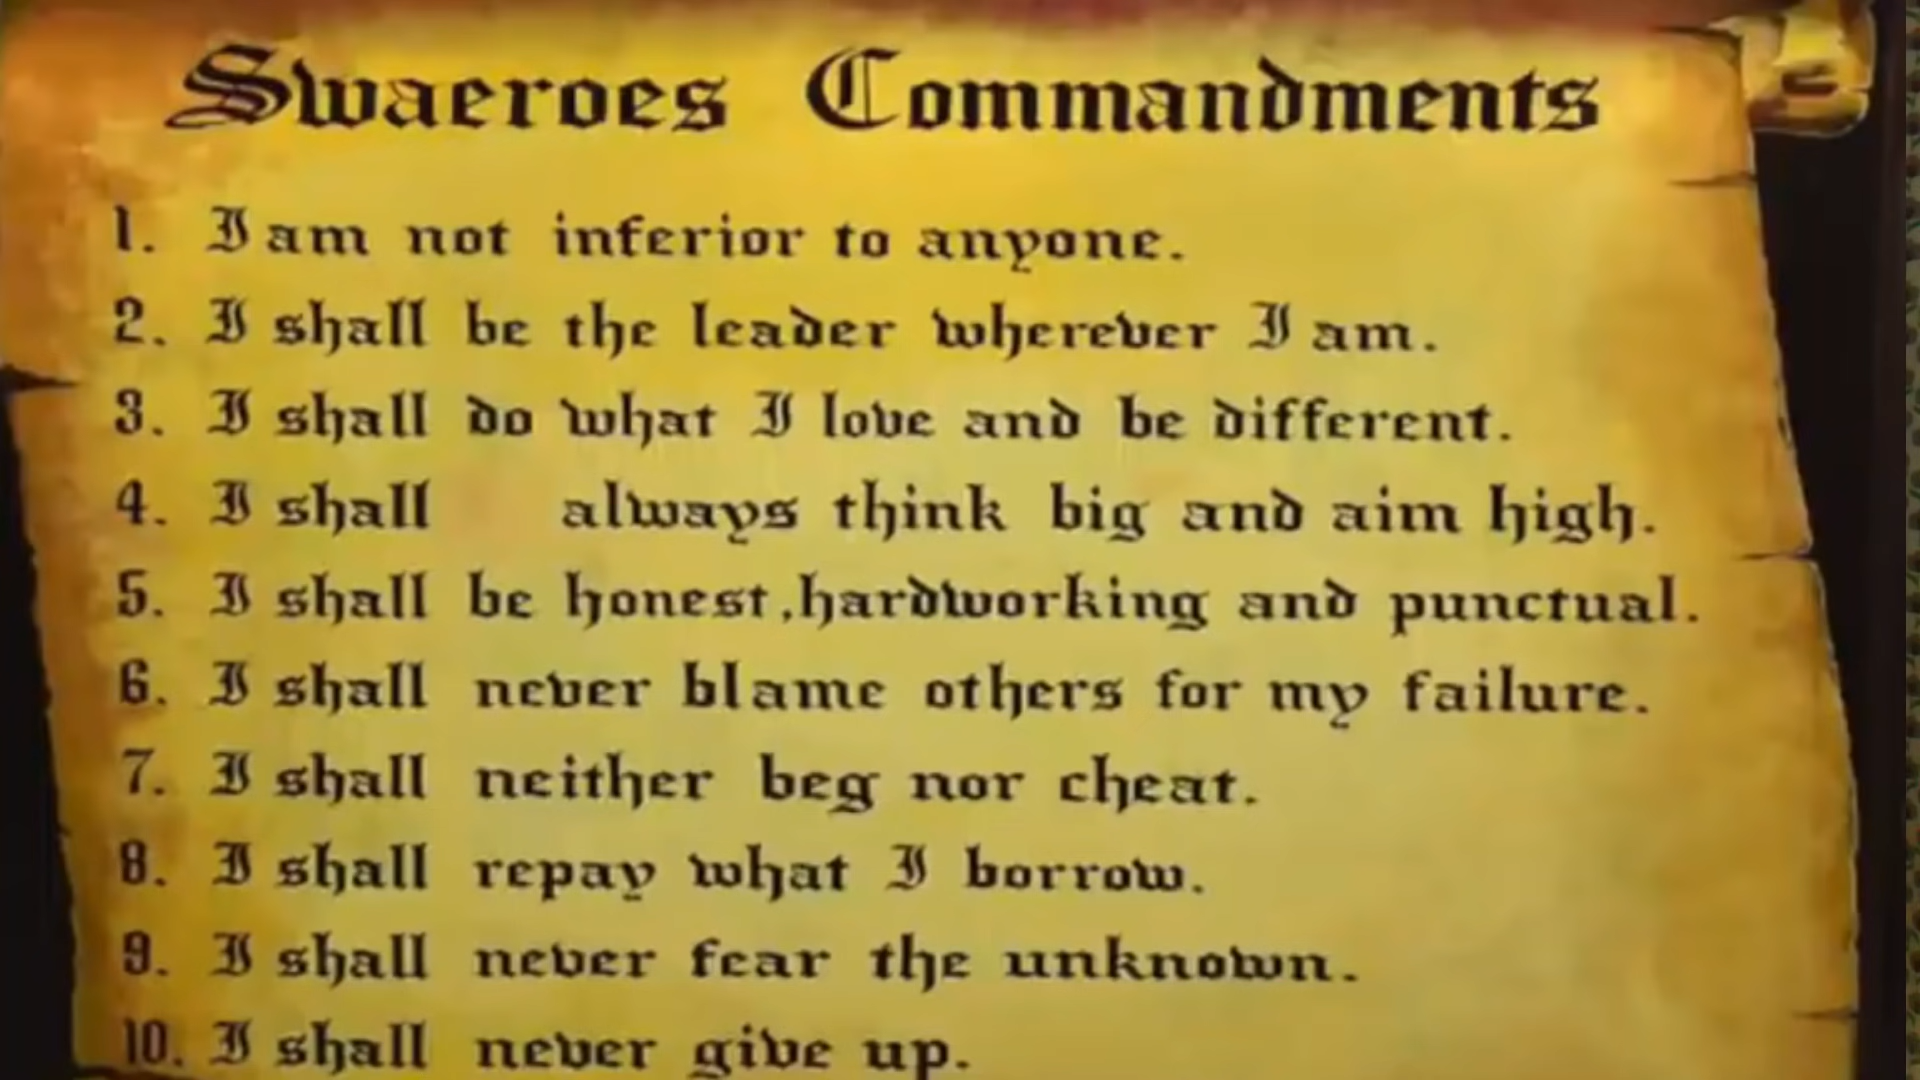 Swaeroes Commandments
1. I am not inferior to anyone.
2. I shall be the leader wherever I am.
3. I shall do what I love and be different.
4. I shall always think big and aim high.
5. I shall be honest,hardworking and punctual.
6. I shall never blame others for my failure.
7. I shall neither beg nor cheat.
8. I shall repay what I borrow.
9. I shall never fear the unknown.
10. I shall never give up.